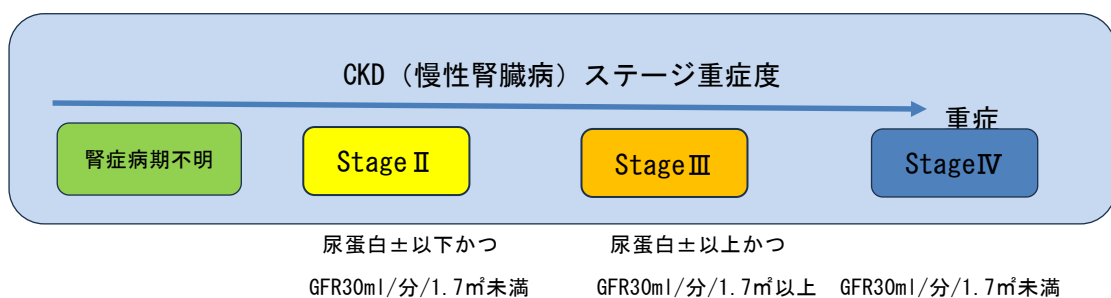 CKD（慢性腎臓病）ステージ重症度
重症
腎症病期不明
StageⅡ
StageⅢ
StageⅣ
尿蛋白±以下かつ
GFR30ml/分/1.7㎡未満
尿蛋白±以上かつ
GFR30ml/分/1.7㎡以上
GFR30ml/分/1.7㎡未満